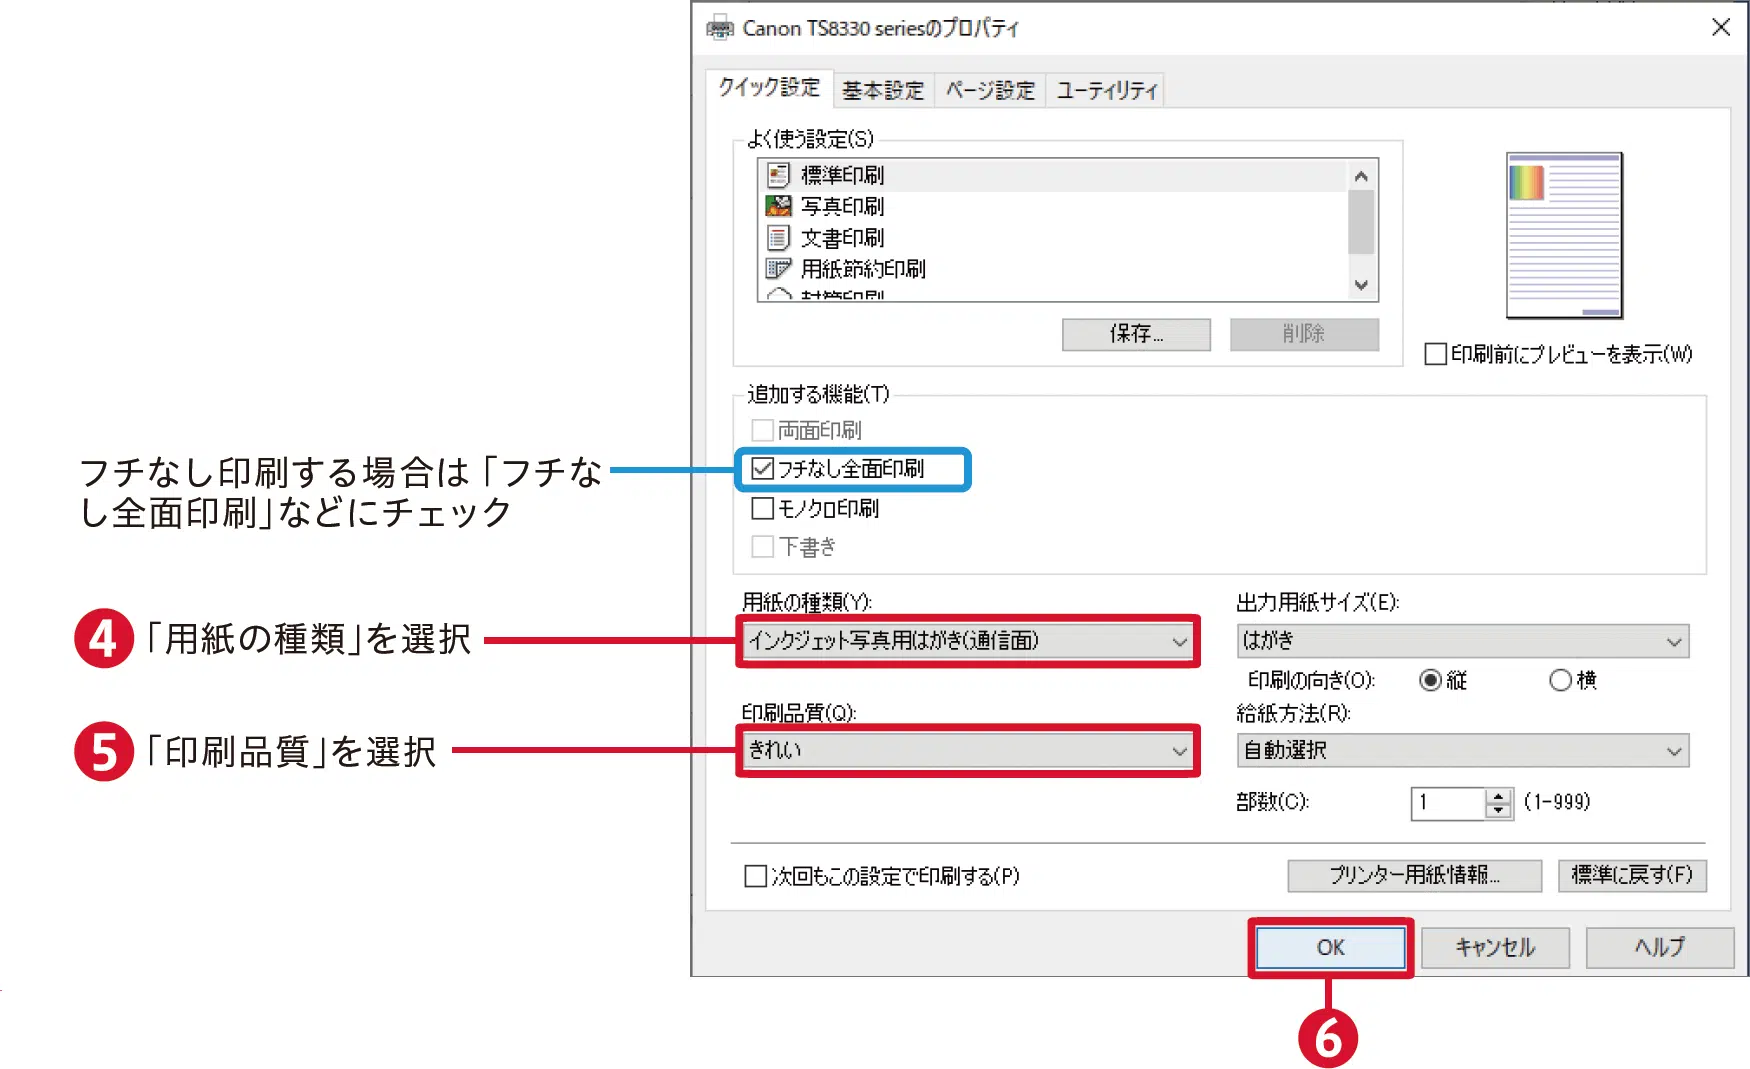 Canon TS8330 seriesのプロパティ
クイック設定 基本設定 ページ設定 ユーティリティ
よく使う設定(S)
標準印刷
写真印刷
文書印刷
用紙節約印刷
封筒印刷
保存... 削除
印刷前にプレビューを表示(W)
追加する機能(T)
両面印刷
フチなし全面印刷
モノクロ印刷
下書き
フチなし印刷する場合は「フチな
し全面印刷」などにチェック
用紙の種類(Y): 出力用紙サイズ(E):
4 「用紙の種類」を選択
インクジェット写真用はがき(通信面) はがき
印刷の向き(O): 縦 横
印刷品質(Q): 給紙方法(R):
5 「印刷品質」を選択
きれい 自動選択
部数(C): 1 (1-999)
次回もこの設定で印刷する(P) プリンター用紙情報... 標準に戻す(F)
OK キャンセル ヘルプ
6